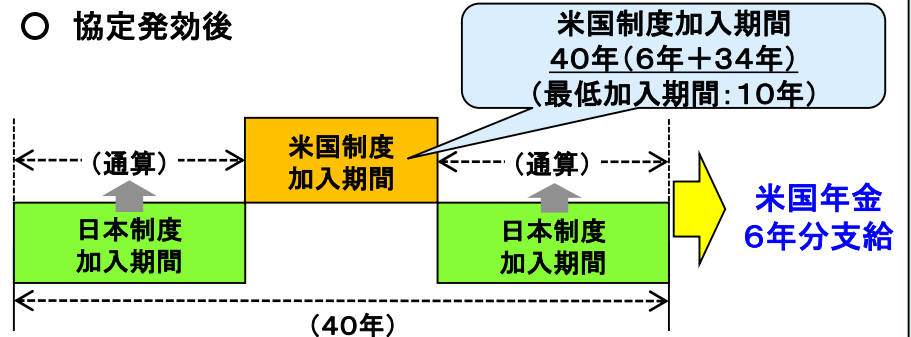 ○ 協定発効後
米国制度加入期間
40年(6年+34年)
(最低加入期間:10年)
(通算)
米国制度
加入期間
(通算)
日本制度
加入期間
日本制度
加入期間
米国年金
6年分支給
(40年)